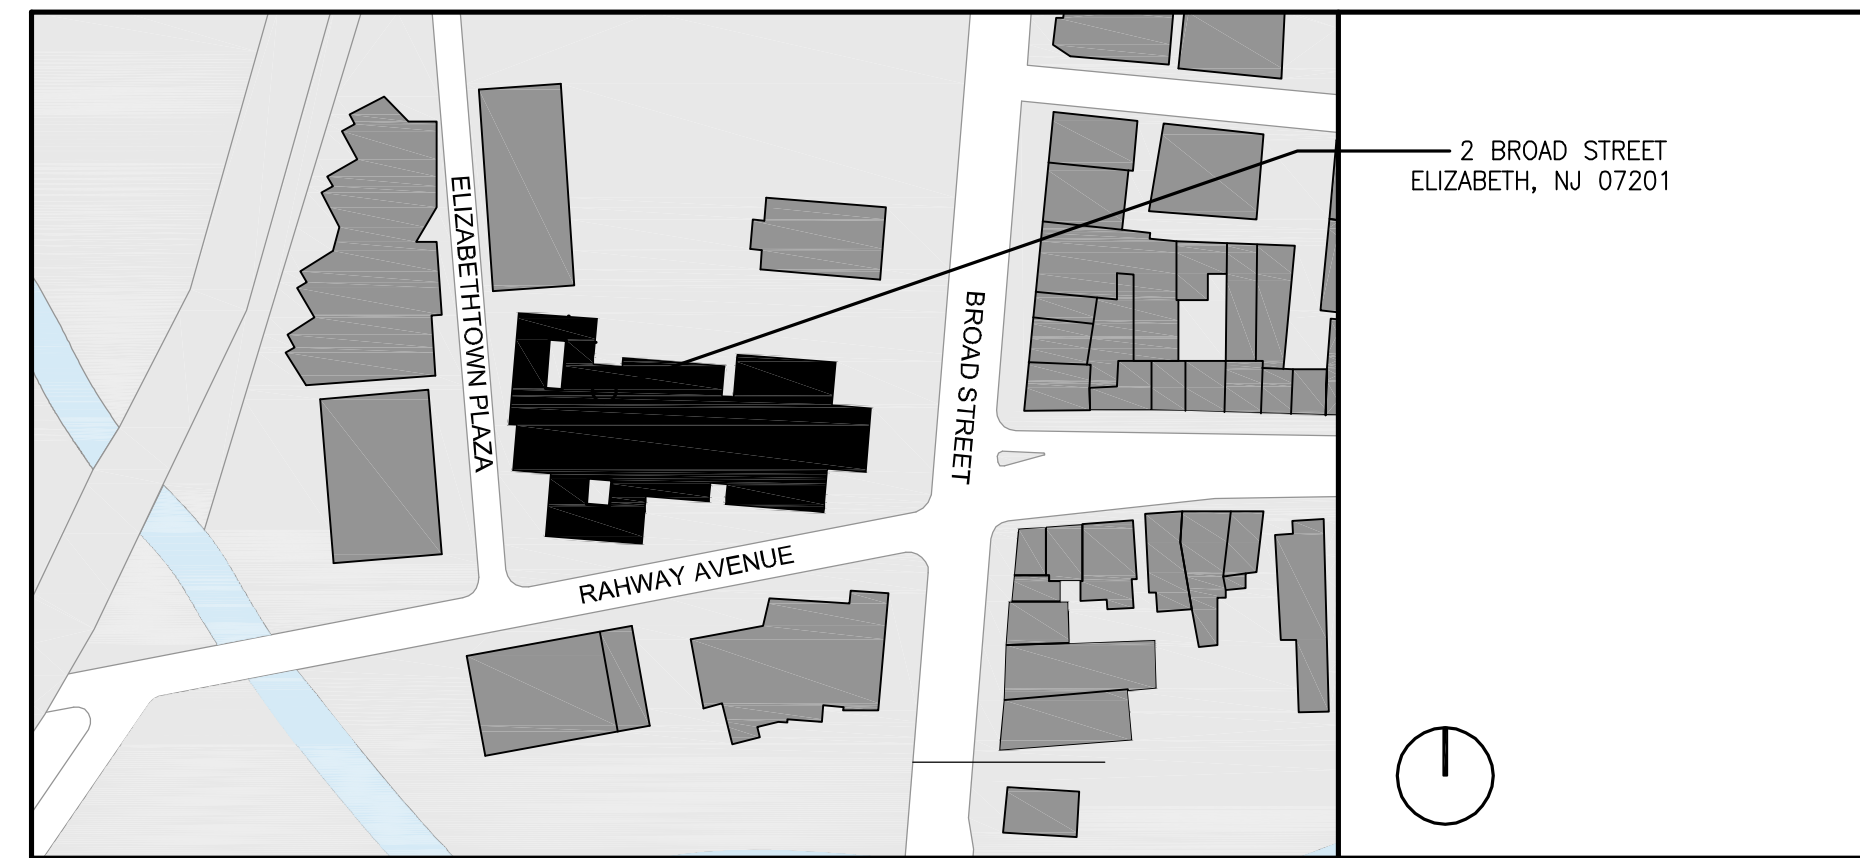 2 BROAD STREET
ELIZABETH, NJ 07201
ELIZABETHTOWN PLAZA
BROAD STREET
RAHWAY AVENUE